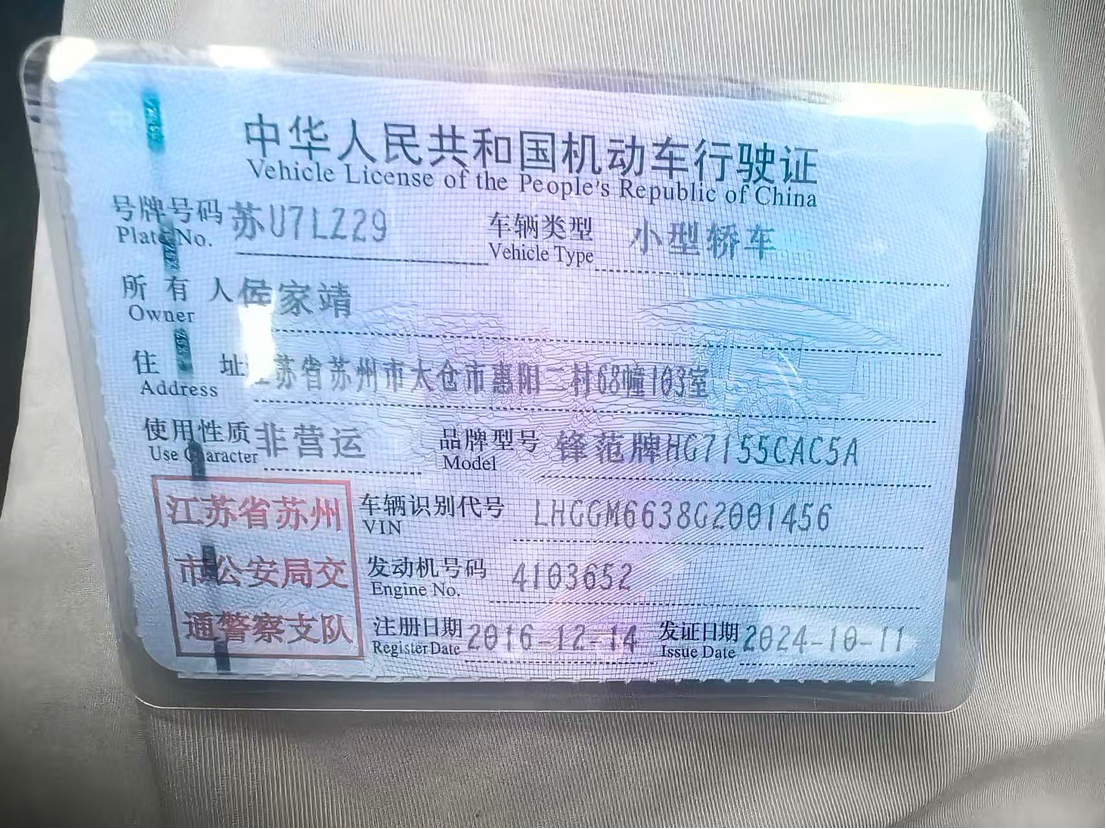 中华人民共和国机动车行驶证
Vehicle License of the People's Republic of China
号牌号码 苏U7LZ29 车辆类型 小型轿车
Plate No. Vehicle Type
所有人 侯家靖
Owner
住址 江苏省苏州市太仓市惠阳二村68幢103室
Address
使用性质 非营运 品牌型号 锋范牌HG7155CAC5A
Use Character Model
江苏省苏州 车辆识别代号 LHGGM6638G2001456
VIN
市公安局交 发动机号码 4103652
Engine No.
通警察支队 注册日期 2016-12-14 发证日期 2024-10-11
Register Date Issue Date